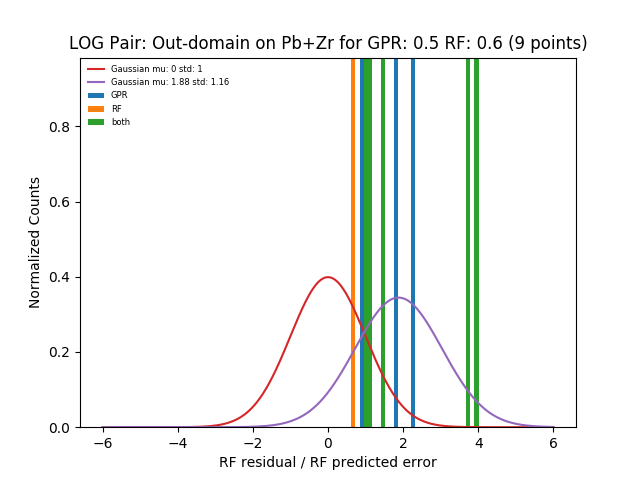 LOG Pair: Out-domain on Pb+Zr for GPR: 0.5 RF: 0.6 (9 points)
Gaussian mu: 0 std: 1
Gaussian mu: 1.88 std: 1.16
GPR
RF
both
Normalized Counts
0.8
0.6
0.4
0.2
0.0
−6 −4 −2 0 2 4 6
RF residual / RF predicted error